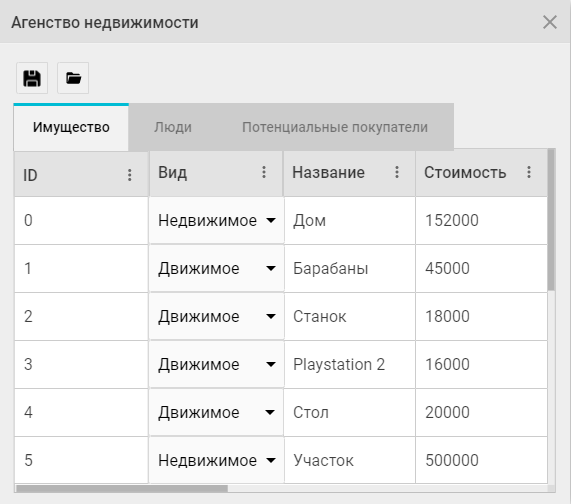 Агенство недвижимости
Имущество Люди Потенциальные покупатели
ID Вид Название Стоимость
0 Недвижимое Дом 152000
1 Движимое Барабаны 45000
2 Движимое Станок 18000
3 Движимое Playstation 2 16000
4 Движимое Стол 20000
5 Недвижимое Участок 500000